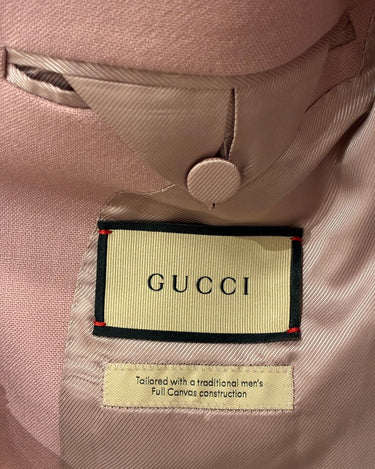 GUCCI
Tailored with a traditional men's
Full Canvas construction